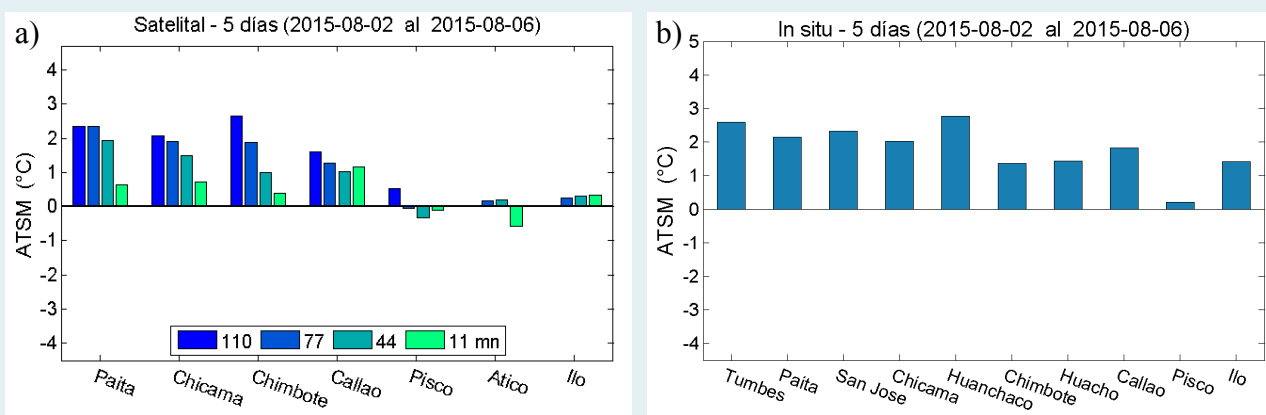 a)
Satelital - 5 días (2015-08-02 al 2015-08-06)
ATSM (°C)
4
3
2
1
0
-1
-2
-3
-4
110 77 44 11 mn
Paita Chicama Chimbote Callao Pisco Atico Ilo
b)
In situ - 5 días (2015-08-02 al 2015-08-06)
ATSM (°C)
5
4
3
2
1
0
-1
-2
-3
-4
Tumbes Paita San Jose Chicama Huanchaco Chimbote Huacho Callao Pisco Ilo